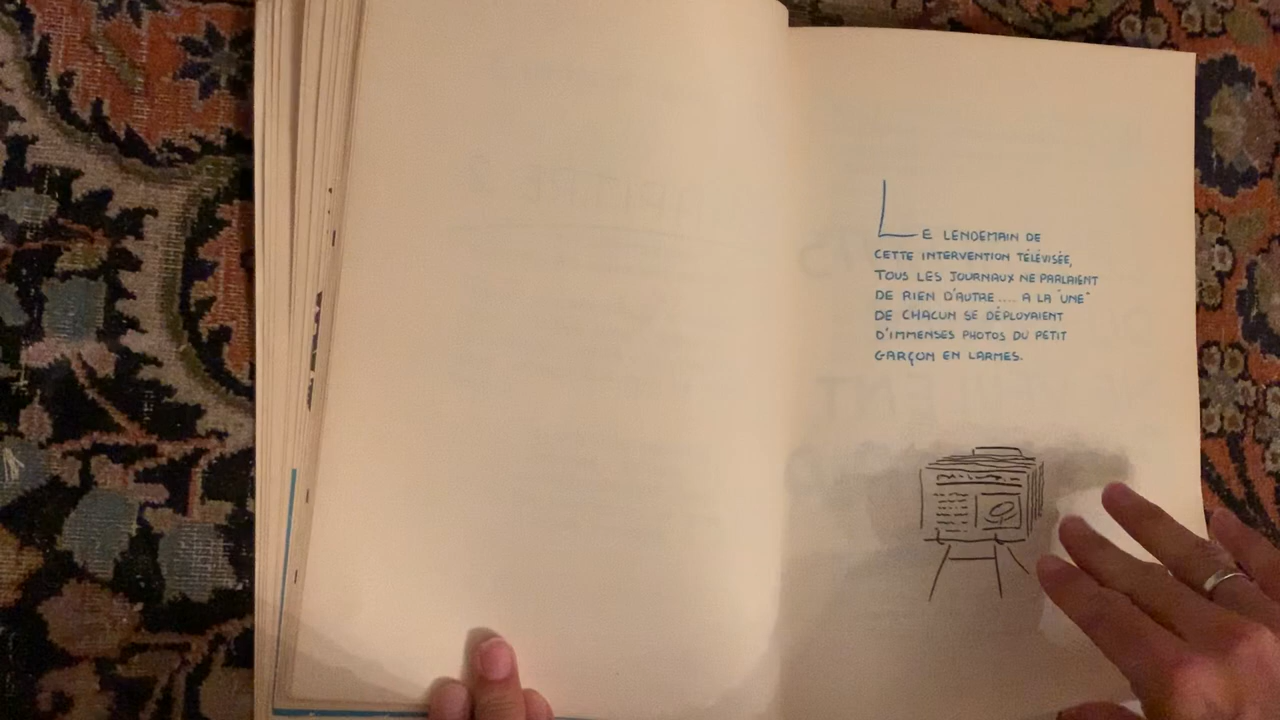 LE LENDEMAIN DE
CETTE INTERVENTION TÉLÉVISÉE,
TOUS LES JOURNAUX NE PARLAIENT
DE RIEN D'AUTRE.... A LA "UNE"
DE CHACUN SE DÉPLOYAIENT
D'IMMENSES PHOTOS DU PETIT
GARÇON EN LARMES.